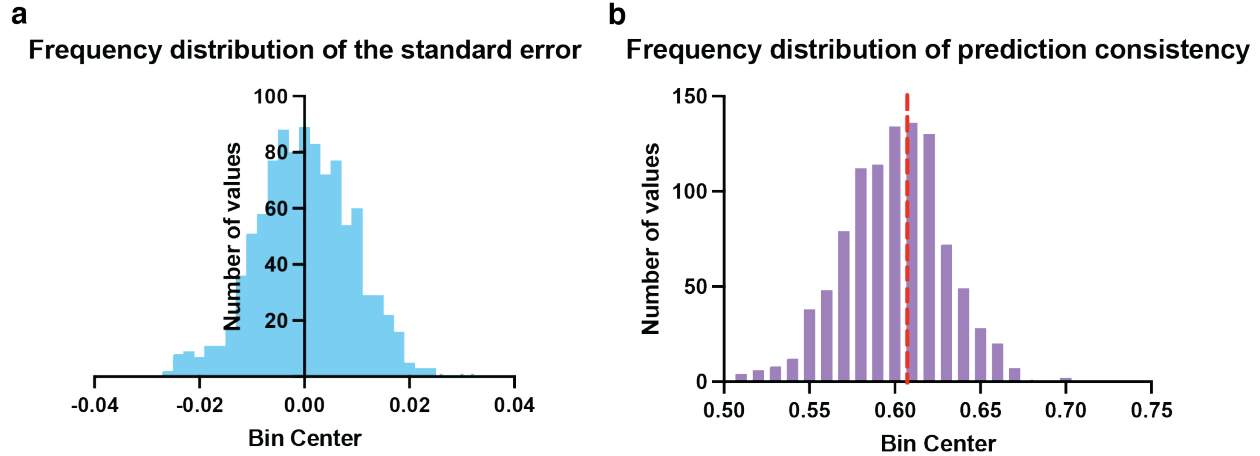 a
Frequency distribution of the standard error
Number of values
100
80
60
40
20
-0.04 -0.02 0.00 0.02 0.04
Bin Center
b
Frequency distribution of prediction consistency
Number of values
150
100
50
0
0.50 0.55 0.60 0.65 0.70 0.75
Bin Center